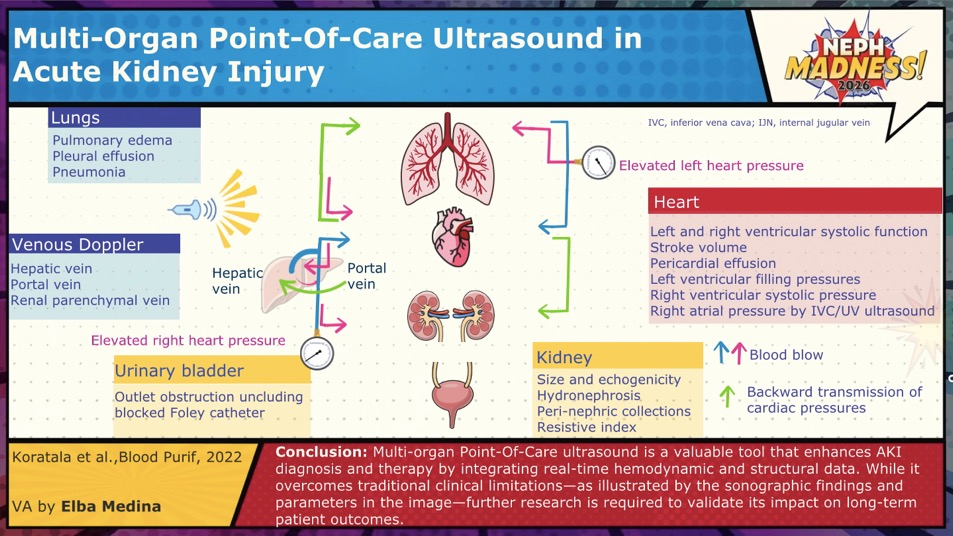 Multi-Organ Point-Of-Care Ultrasound in
Acute Kidney Injury
NEPH
MADNESS!
2026
IVC, inferior vena cava; IJN, internal jugular vein
Lungs
Pulmonary edema
Pleural effusion
Pneumonia
Elevated left heart pressure
Heart
Left and right ventricular systolic function
Stroke volume
Pericardial effusion
Left ventricular filling pressures
Right ventricular systolic pressure
Right atrial pressure by IVC/UV ultrasound
Venous Doppler
Hepatic vein
Portal vein
Renal parenchymal vein
Hepatic
vein
Portal
vein
Elevated right heart pressure
Urinary bladder
Outlet obstruction uncluding
blocked Foley catheter
Kidney
Size and echogenicity
Hydronephrosis
Peri-nephric collections
Resistive index
Blood blow
Backward transmission of
cardiac pressures
Koratala et al.,Blood Purif, 2022
VA by Elba Medina
Conclusion: Multi-organ Point-Of-Care ultrasound is a valuable tool that enhances AKI
diagnosis and therapy by integrating real-time hemodynamic and structural data. While it
overcomes traditional clinical limitations—as illustrated by the sonographic findings and
parameters in the image—further research is required to validate its impact on long-term
patient outcomes.